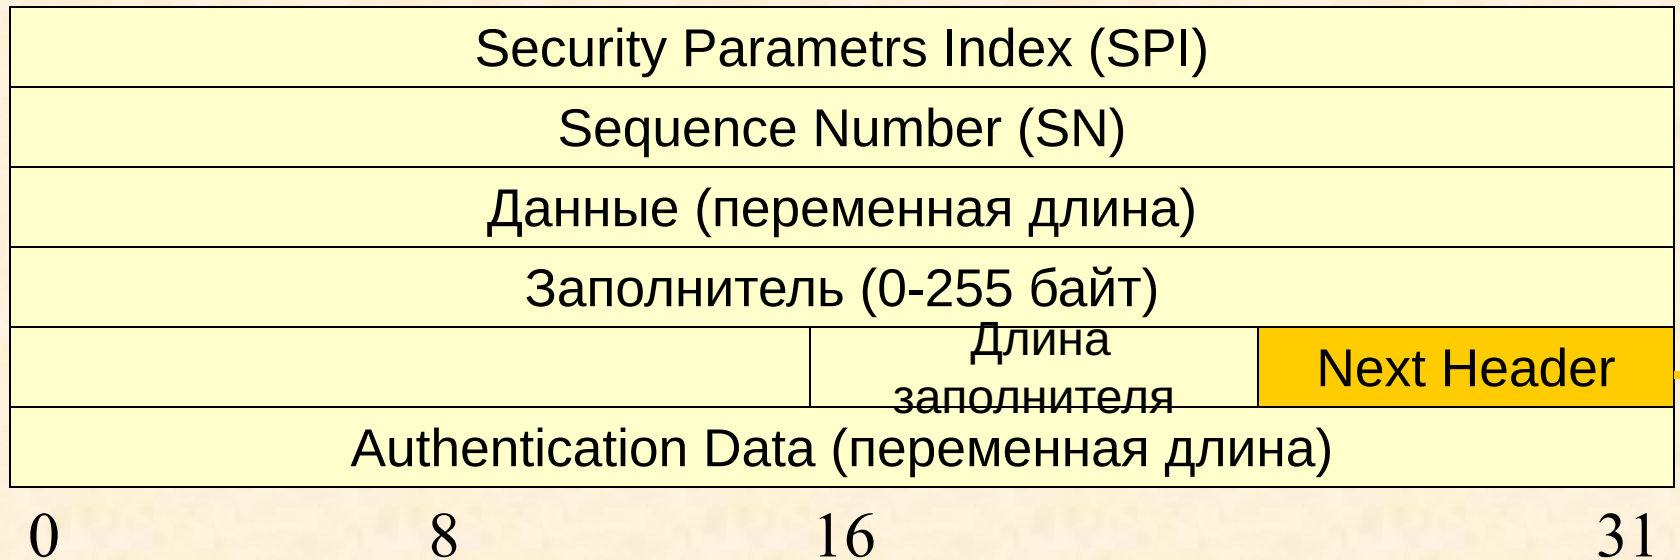 Security Parametrs Index (SPI)
Sequence Number (SN)
Данные (переменная длина)
Заполнитель (0-255 байт)
Длина
заполнителя
Next Header
Authentication Data (переменная длина)
0 8 16 31